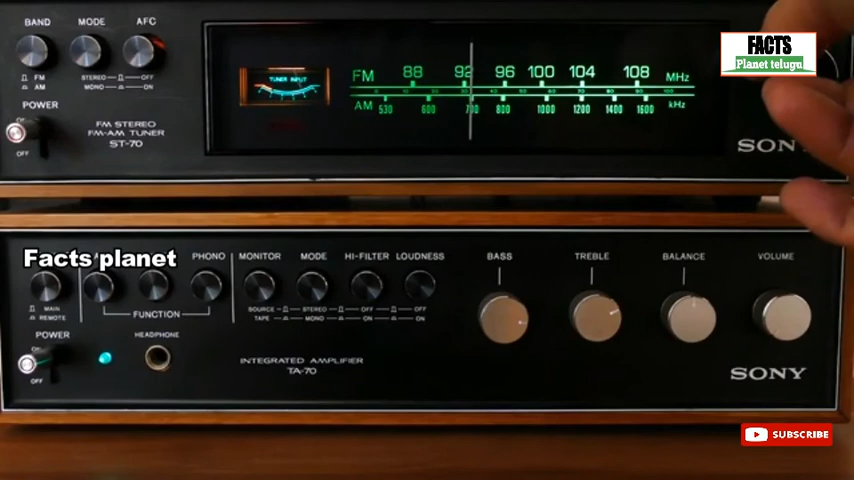 BAND MODE AFC
FM
AM
STEREO OFF
MONO ON
POWER
ON
OFF
FM STEREO
FM-AM TUNER
ST-70
TUNER INPUT
FM 88 92 96 100 104 108 MHz
AM 530 600 700 800 1000 1200 1400 1600 kHz
SONY
FACTS
Planet telugu
Facts planet
PHONO MONITOR MODE HI-FILTER LOUDNESS BASS TREBLE BALANCE VOLUME
MAIN
REMOTE
FUNCTION
SOURCE STEREO OFF OFF
TAPE MONO ON ON
POWER
ON
OFF
HEADPHONE
INTEGRATED AMPLIFIER
TA-70
SONY
SUBSCRIBE